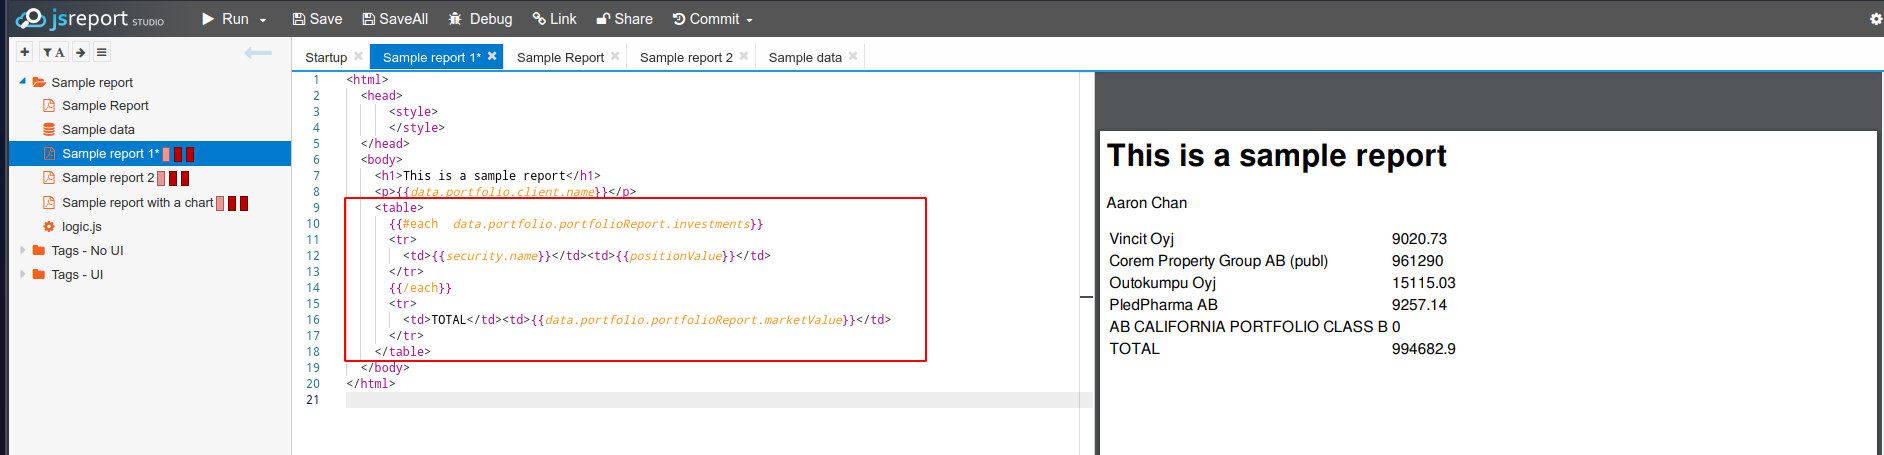 jsreport STUDIO Run Save SaveAll Debug Link Share Commit
A
Startup Sample report 1* Sample Report Sample report 2 Sample data
Sample report
Sample Report
Sample data
Sample report 1*
Sample report 2
Sample report with a chart
logic.js
Tags - No UI
Tags - UI
1 <html>
2 <head>
3 <style>
4 </style>
5 </head>
6 <body>
7 <h1>This is a sample report</h1>
8 <p>{{data.portfolio.client.name}}</p>
9 <table>
10 {{#each data.portfolio.portfolioReport.investments}}
11 <tr>
12 <td>{{security.name}}</td><td>{{positionValue}}</td>
13 </tr>
14 {{/each}}
15 <tr>
16 <td>TOTAL</td><td>{{data.portfolio.portfolioReport.marketValue}}</td>
17 </tr>
18 </table>
19 </body>
20 </html>
21
This is a sample report
Aaron Chan
Vincit Oyj 9020.73
Corem Property Group AB (publ) 961290
Outokumpu Oyj 15115.03
PledPharma AB 9257.14
AB CALIFORNIA PORTFOLIO CLASS B 0
TOTAL 994682.9